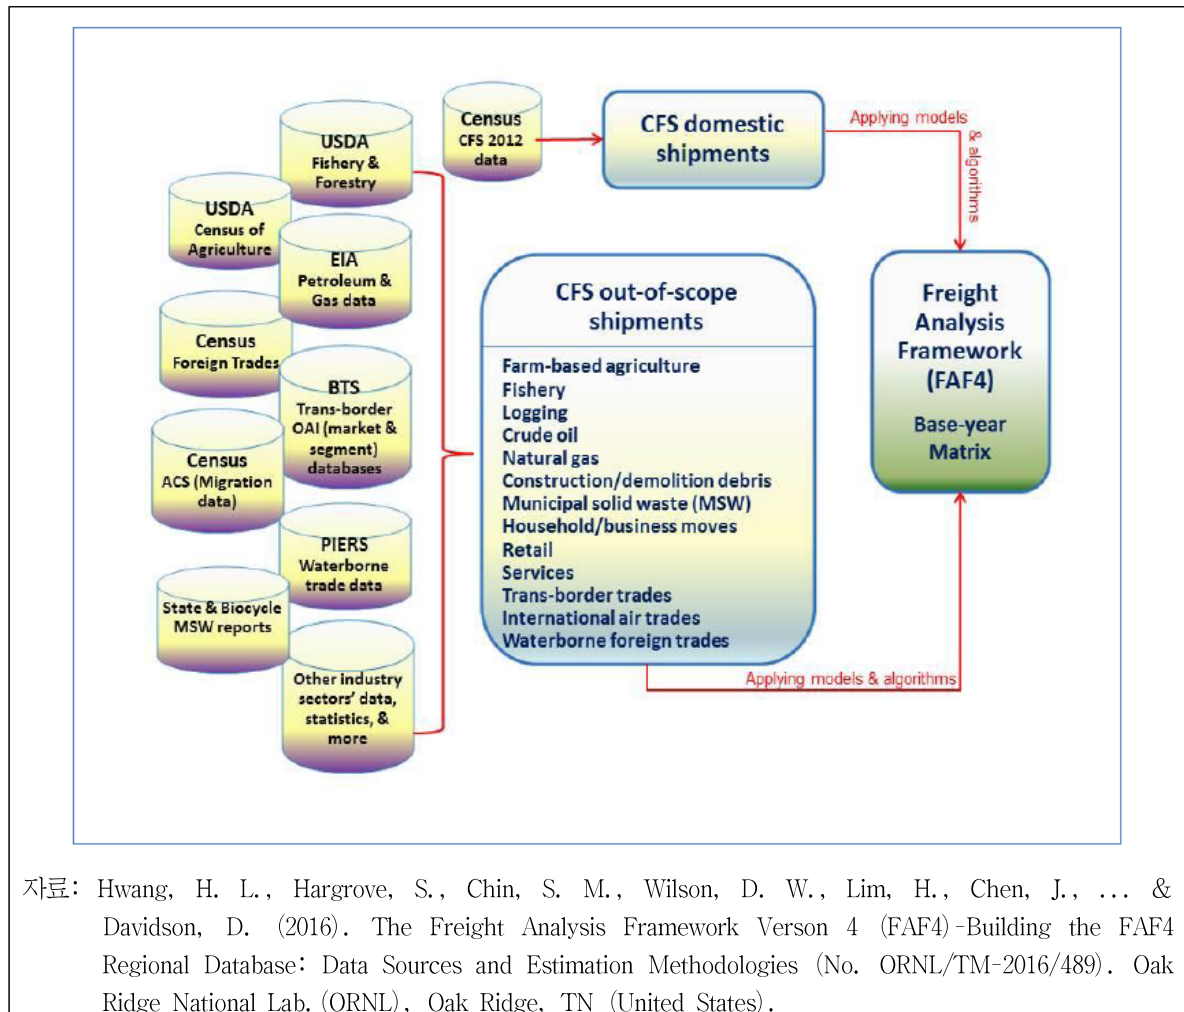 USDA
Fishery &
Forestry
USDA
Census of
Agriculture
EIA
Petroleum &
Gas data
Census
Foreign Trades
BTS
Trans-border
OAI (market &
segment)
databases
Census
ACS (Migration
data)
PIERS
Waterborne
trade data
State & Biocycle
MSW reports
Other industry
sectors' data,
statistics, &
more
Census
CFS 2012
data
CFS domestic
shipments
Applying models
& algorithms
CFS out-of-scope
shipments
Farm-based agriculture
Fishery
Logging
Crude oil
Natural gas
Construction/demolition debris
Municipal solid waste (MSW)
Household/business moves
Retail
Services
Trans-border trades
International air trades
Waterborne foreign trades
Applying models & algorithms
Freight
Analysis
Framework
(FAF4)
Base-year
Matrix
자료: Hwang, H. L., Hargrove, S., Chin, S. M., Wilson, D. W., Lim, H., Chen, J., ... &
Davidson, D. (2016). The Freight Analysis Framework Verson 4 (FAF4)-Building the FAF4
Regional Database: Data Sources and Estimation Methodologies (No. ORNL/TM-2016/489). Oak
Ridge National Lab.(ORNL), Oak Ridge, TN (United States).